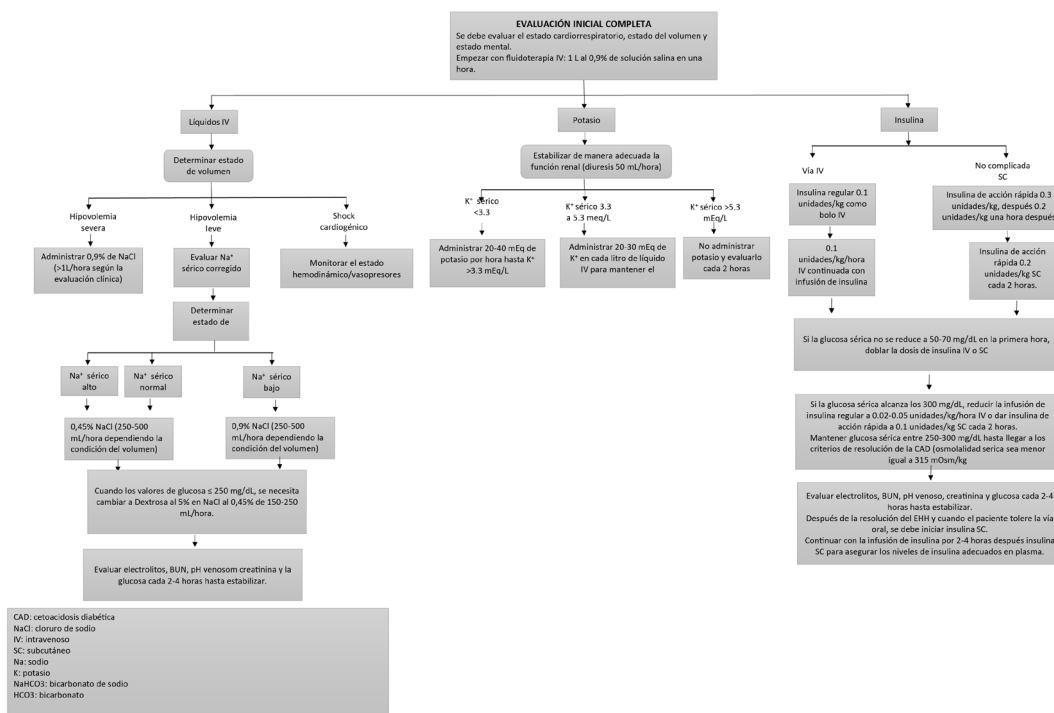 EVALUACIÓN INICIAL COMPLETA
Se debe evaluar el estado cardiorrespiratorio, estado del volumen y
estado mental.
Empezar con fluidoterapia IV: 1 L al 0,9% de solución salina en una
hora.
Líquidos IV
Potasio
Insulina
Determinar estado
de volumen
Hipovolemia
severa
Hipovolemia
leve
Shock
cardiogénico
Administrar 0,9% de NaCl
(>1L/hora según la
evaluación clínica)
Evaluar Na⁺
sérico corregido
Monitorar el estado
hemodinámico/vasopresores
Determinar
estado de
Na⁺ sérico
alto
Na⁺ sérico
normal
Na⁺ sérico
bajo
0,45% NaCl (250-500
mL/hora dependiendo la
condición del volumen)
0,9% NaCl (250-500
mL/hora dependiendo la
condición del volumen)
Cuando los valores de glucosa ≤ 250 mg/dL, se necesita
cambiar a Dextrosa al 5% en NaCl al 0,45% de 150-250
mL/hora.
Evaluar electrolitos, BUN, pH venosom creatinina y la
glucosa cada 2-4 horas hasta estabilizar.
Estabilizar de manera adecuada la
función renal (diuresis 50 mL/hora)
K⁺ sérico
<3.3
K⁺ sérico 3.3
a 5.3 meq/L
K⁺ sérico >5.3
mEq/L
Administrar 20-40 mEq de
potasio por hora hasta K⁺
>3.3 mEq/L
Administrar 20-30 mEq de
K⁺ en cada litro de líquido
IV para mantener el
No administrar
potasio y evaluarlo
cada 2 horas
Vía IV
No complicada
SC
Insulina regular 0.1
unidades/kg como
bolo IV
Insulina de acción rápida 0.3
unidades/kg, después 0.2
unidades/kg una hora después
0.1
unidades/kg/hora
IV continuada con
infusión de insulina
Insulina de acción
rápida 0.2
unidades/kg SC
cada 2 horas.
Si la glucosa sérica no se reduce a 50-70 mg/dL en la primera hora,
doblar la dosis de insulina IV o SC
Si la glucosa sérica alcanza los 300 mg/dL, reducir la infusión de
insulina regular a 0.02-0.05 unidades/kg/hora IV o dar insulina de
acción rápida a 0.1 unidades/kg SC cada 2 horas.
Mantener glucosa sérica entre 250-300 mg/dL hasta llegar a los
criterios de resolución de la CAD (osmolalidad serica sea menor
igual a 315 mOsm/kg
Evaluar electrolitos, BUN, pH venoso, creatinina y glucosa cada 2-4
horas hasta estabilizar.
Después de la resolución del EHH y cuando el paciente tolere la vía
oral, se debe iniciar insulina SC.
Continuar con la infusión de insulina por 2-4 horas después insulina
SC para asegurar los niveles de insulina adecuados en plasma.
CAD: cetoacidosis diabética
NaCl: cloruro de sodio
IV: intravenoso
SC: subcutáneo
Na: sodio
K: potasio
NaHCO3: bicarbonato de sodio
HCO3: bicarbonato